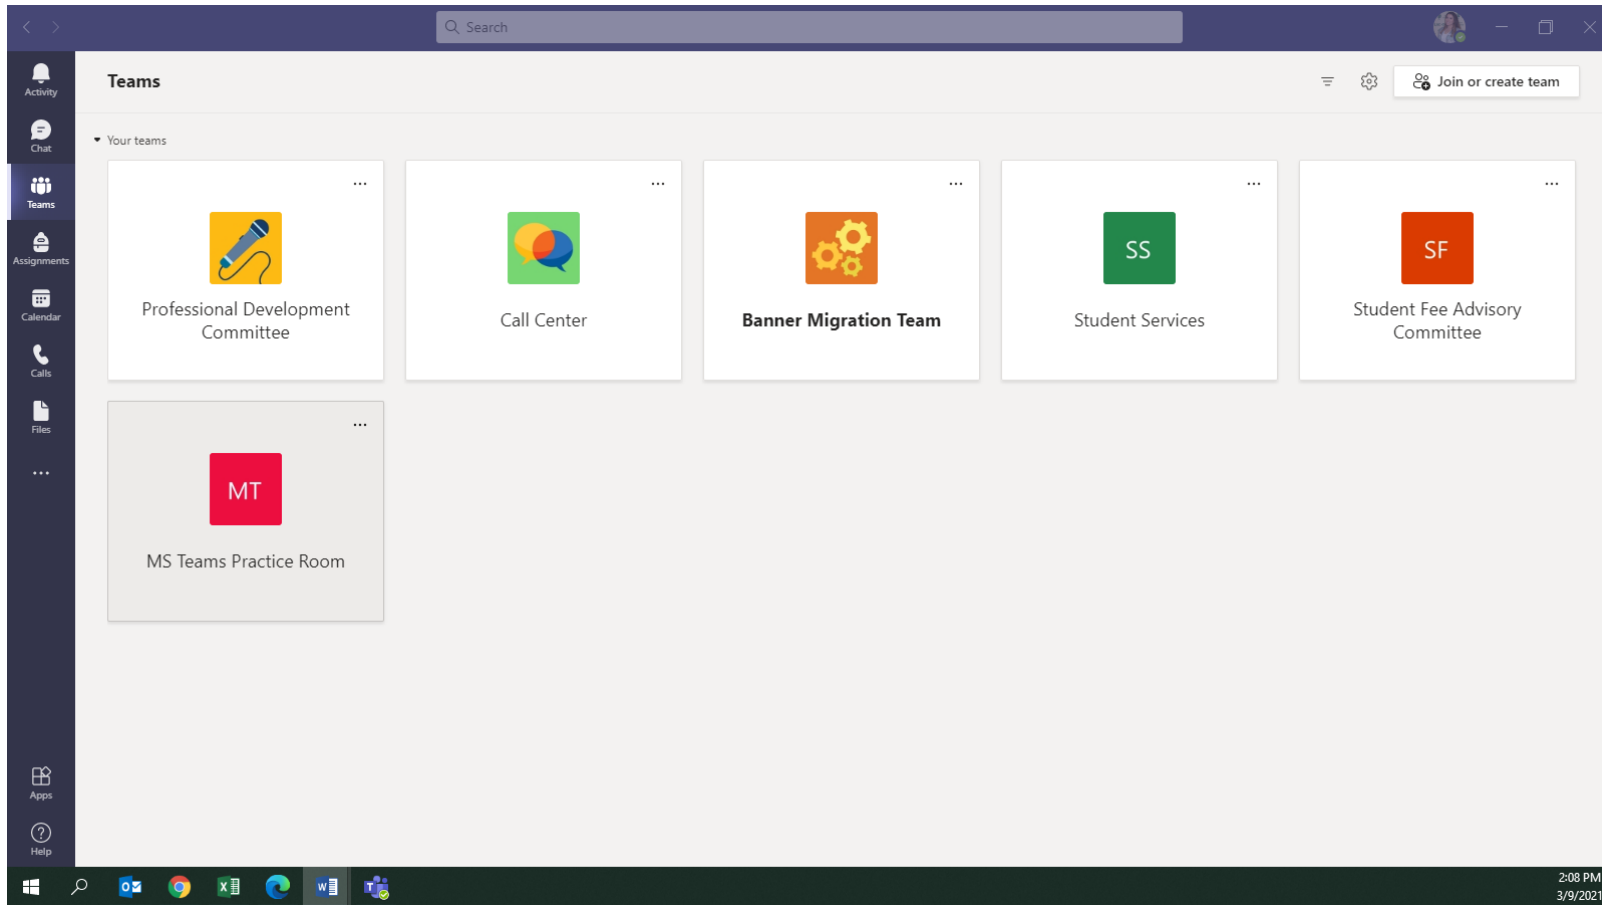 Search
Activity
Chat
Teams
Assignments
Calendar
Calls
Files
Apps
Help
Teams
Join or create team
Your teams
Professional Development
Committee
Call Center
Banner Migration Team
SS
Student Services
SF
Student Fee Advisory
Committee
MT
MS Teams Practice Room
2:08 PM
3/9/2021